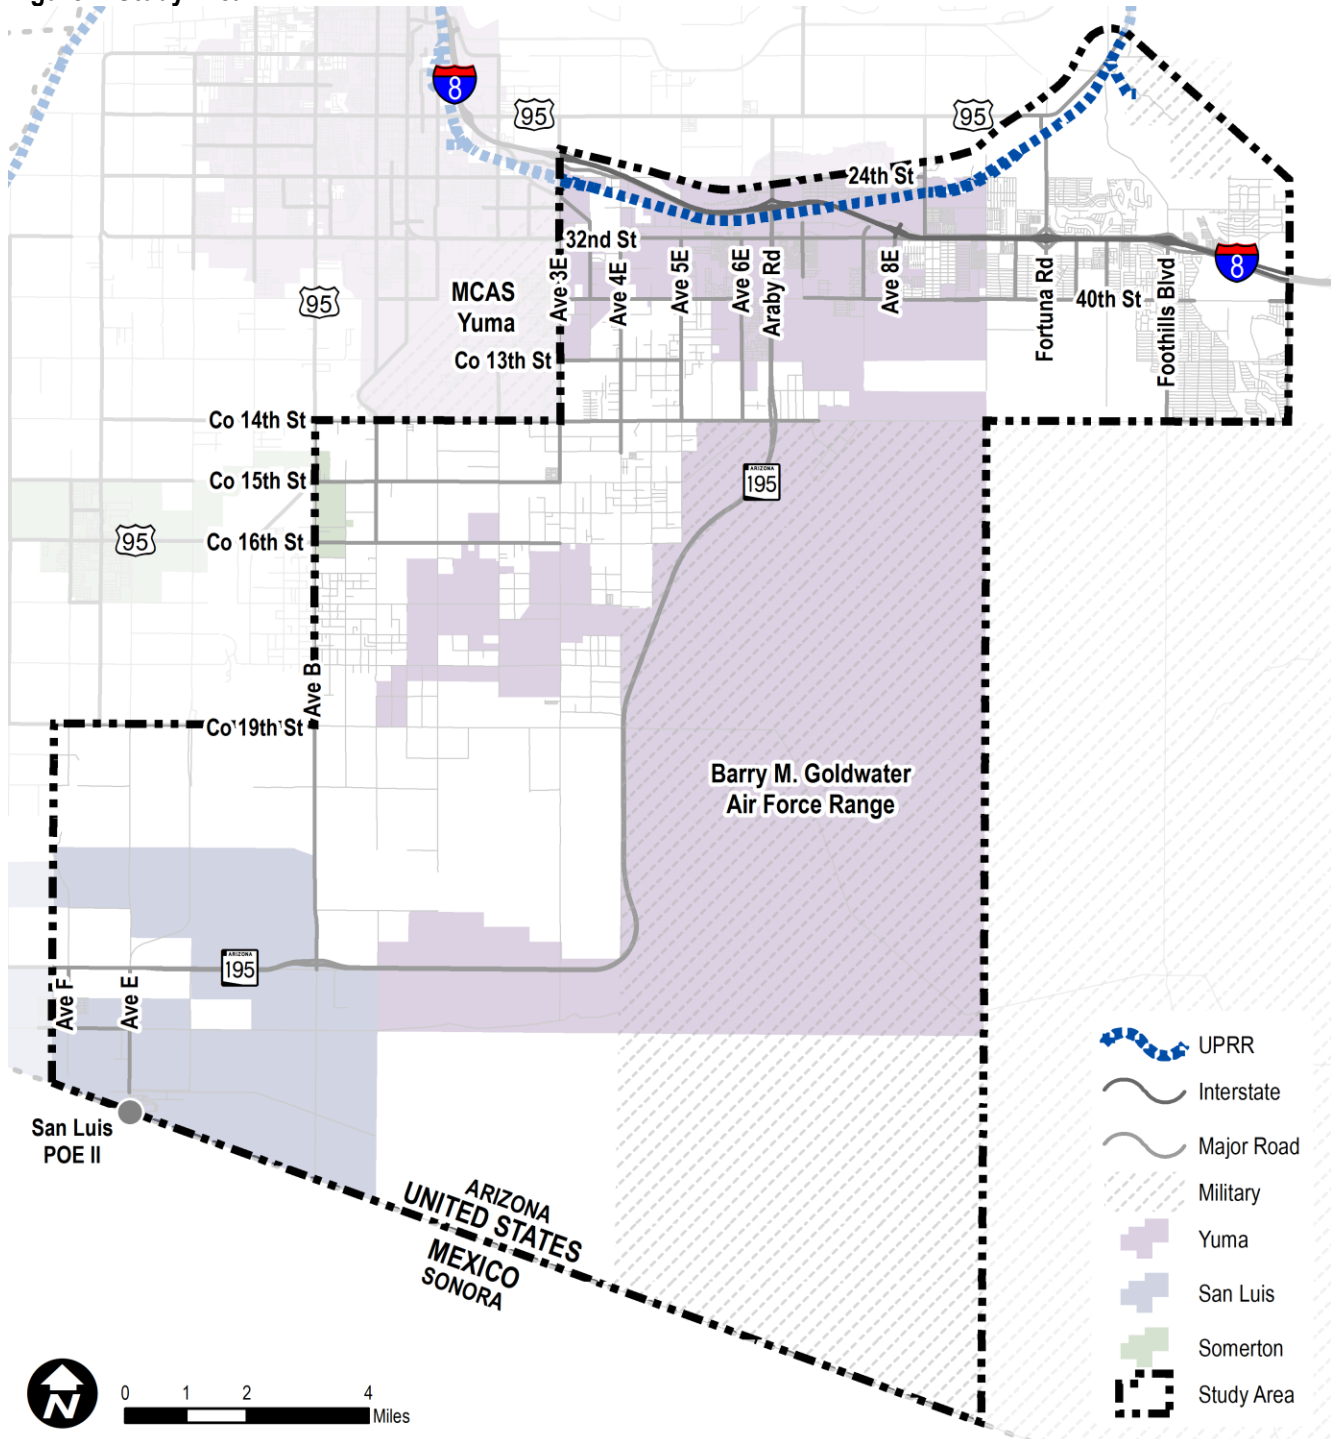 8
95
95
24th St
32nd St
Ave 3E
Ave 4E
Ave 5E
Ave 6E
Araby Rd
Ave 8E
Fortuna Rd
40th St
Foothills Blvd
8
95
MCAS
Yuma
Co 13th St
Co 14th St
Co 15th St
ARIZONA
195
95
Co 16th St
Ave B
Co 19th St
Barry M. Goldwater
Air Force Range
ARIZONA
195
Ave F
Ave E
San Luis
POE II
ARIZONA
UNITED STATES
MEXICO
SONORA
UPRR
Interstate
Major Road
Military
Yuma
San Luis
Somerton
Study Area
N
0 1 2 4
Miles